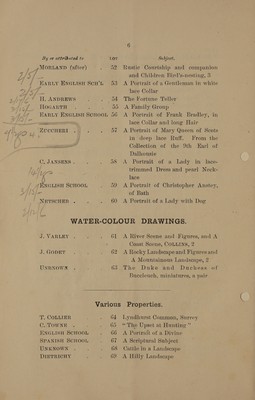 6
By or attributed to Lot Subject.
MORLAND (after) . 52 Rustic Courtship and companion
and Children Bird's-nesting, 3
EARLY ENGLISH SCH'L 53 A Portrait of a Gentleman in white
lace Collar
H. ANDREWS . . 54 The Fortune Teller
HOGARTH . . 55 A Family Group
EARLY ENGLISH SCHOOL 56 A Portrait of Frank Bradley, in
lace Collar and long Hair
ZUCCHERI . . 57 A Portrait of Mary Queen of Scots
in deep lace Ruff. From the
Collection of the 9th Earl of
Dalhousie
C. JANSENS . . . 58 A Portrait of a Lady in lace-
trimmed Dress and pearl Neck-
lace
ENGLISH SCHOOL 59 A Portrait of Christopher Anstey,
of Bath
NETSCHER . . 60 A Portrait of a Lady with Dog
WATER-COLOUR DRAWINGS.
J. VARLEY . . . 61 A River Scene and Figures, and A
Coast Scene, COLLINS, 2
J. GODET . . 62 A Rocky Landscape and Figures and
A Mountainous Landscape, 2
UNKNOWN . . 63 The Duke and Duchess of
Buccleuch, miniatures, a pair
Various Properties.
T. COLLIER . 64 Lyndhurst Common, Surrey
C. TOWNE . . 65 "The Upset in Hunting"
ENGLISH SCHOOL 66 A Portrait of a Divine
SPANISH SCHOOL . 67 A Scriptural Subject
UNKNOWN . . 68 Cattle in a Landscape
DIETRICHY . . 69 A Hilly Landscape